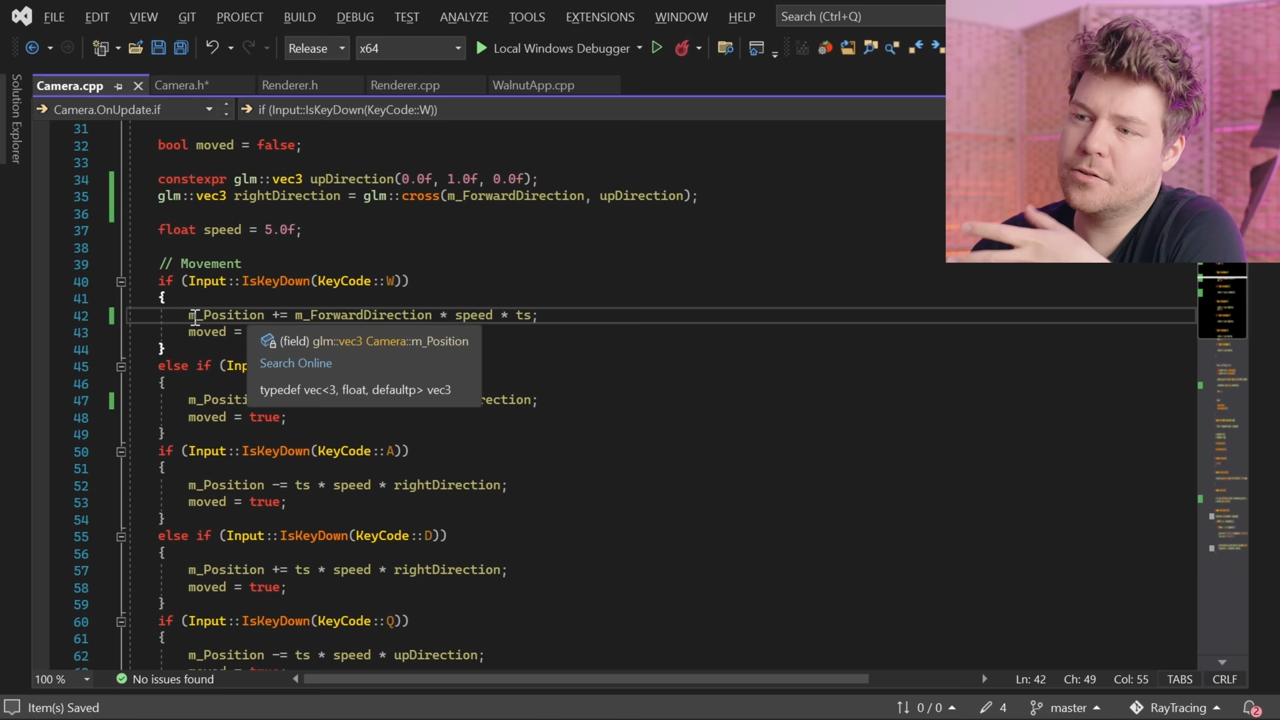 FILE EDIT VIEW GIT PROJECT BUILD DEBUG TEST ANALYZE TOOLS EXTENSIONS WINDOW HELP Search (Ctrl+Q)
Release x64 Local Windows Debugger
Camera.cpp Camera.h* Renderer.h Renderer.cpp WalnutApp.cpp
Camera.OnUpdate.if if (Input::IsKeyDown(KeyCode::W))
Solution Explorer
31
32 bool moved = false;
33
34 constexpr glm::vec3 upDirection(0.0f, 1.0f, 0.0f);
35 glm::vec3 rightDirection = glm::cross(m_ForwardDirection, upDirection);
36
37 float speed = 5.0f;
38
39 // Movement
40 if (Input::IsKeyDown(KeyCode::W))
41 {
42 m_Position += m_ForwardDirection * speed * ts;
43 moved =
(field) glm::vec3 Camera::m_Position
Search Online
typedef vec<3, float, defaultp> vec3
44 }
45 else if (Inp
46 {
47 m_Positi rection;
48 moved = true;
49 }
50 if (Input::IsKeyDown(KeyCode::A))
51 {
52 m_Position -= ts * speed * rightDirection;
53 moved = true;
54 }
55 else if (Input::IsKeyDown(KeyCode::D))
56 {
57 m_Position += ts * speed * rightDirection;
58 moved = true;
59 }
60 if (Input::IsKeyDown(KeyCode::Q))
61 {
62 m_Position -= ts * speed * upDirection;
100 % No issues found Ln: 42 Ch: 49 Col: 55 TABS CRLF
Item(s) Saved 0 / 0 4 master RayTracing 2